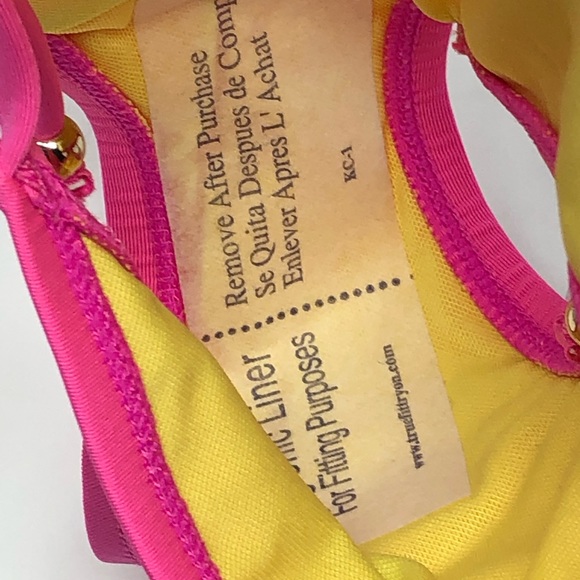 Remove After Purchase
Se Quita Despues de Comp
Enlever Apres L' Achat
KC-1
nic Liner
For Fitting Purposes
www.truefittryon.com